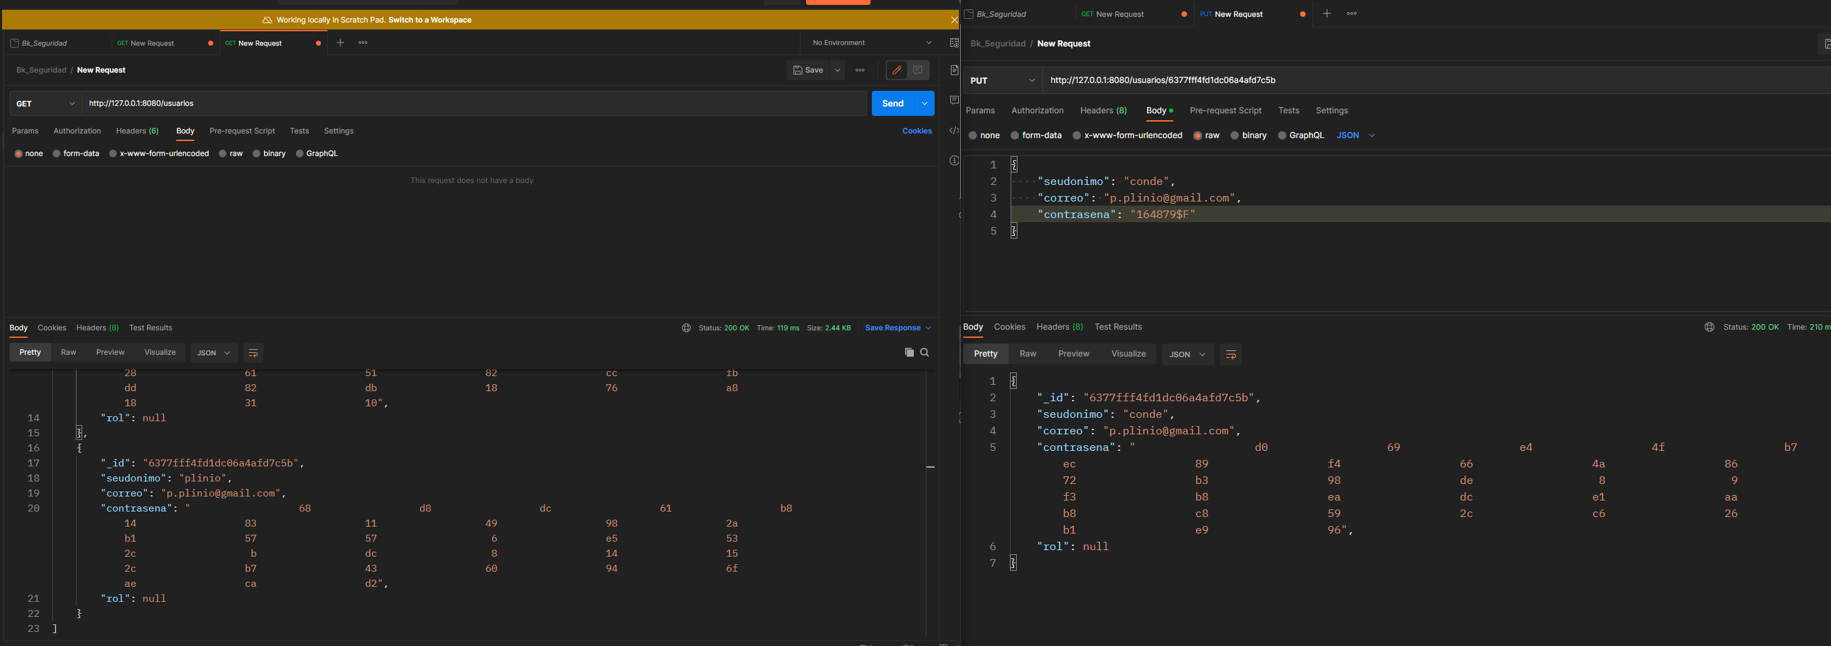 Working locally in Scratch Pad. Switch to a Workspace
Bk_Seguridad GET New Request GET New Request No Environment
Bk_Seguridad / New Request Save
GET http://127.0.0.1:8080/usuarios Send
Params Authorization Headers (6) Body Pre-request Script Tests Settings Cookies
none form-data x-www-form-urlencoded raw binary GraphQL
This request does not have a body
Body Cookies Headers (8) Test Results Status: 200 OK Time: 119 ms Size: 2.44 KB Save Response
Pretty Raw Preview Visualize JSON
28 61 51 82 cc fb
dd 82 db 18 76 a8
18 31 10",
14 "rol": null
15 },
16 {
17 "_id": "6377fff4fd1dc06a4afd7c5b",
18 "seudonimo": "plinio",
19 "correo": "p.plinio@gmail.com",
20 "contrasena": " 68 d8 dc 61 b8
14 83 11 49 98 2a
b1 57 57 6 e5 53
2c b dc 8 14 15
2c b7 43 60 94 6f
ae ca d2",
21 "rol": null
22 }
23 ]
Bk_Seguridad GET New Request PUT New Request
Bk_Seguridad / New Request
PUT http://127.0.0.1:8080/usuarios/6377fff4fd1dc06a4afd7c5b
Params Authorization Headers (8) Body Pre-request Script Tests Settings
none form-data x-www-form-urlencoded raw binary GraphQL JSON
1 {
2 "seudonimo": "conde",
3 "correo": "p.plinio@gmail.com",
4 "contrasena": "164879$F"
5 }
Body Cookies Headers (8) Test Results Status: 200 OK Time: 210 m
Pretty Raw Preview Visualize JSON
1 {
2 "_id": "6377fff4fd1dc06a4afd7c5b",
3 "seudonimo": "conde",
4 "correo": "p.plinio@gmail.com",
5 "contrasena": " d0 69 e4 4f b7
ec 89 f4 66 4a 86
72 b3 98 de 8 9
f3 b8 ea dc e1 aa
b8 c8 59 2c c6 26
b1 e9 96",
6 "rol": null
7 }